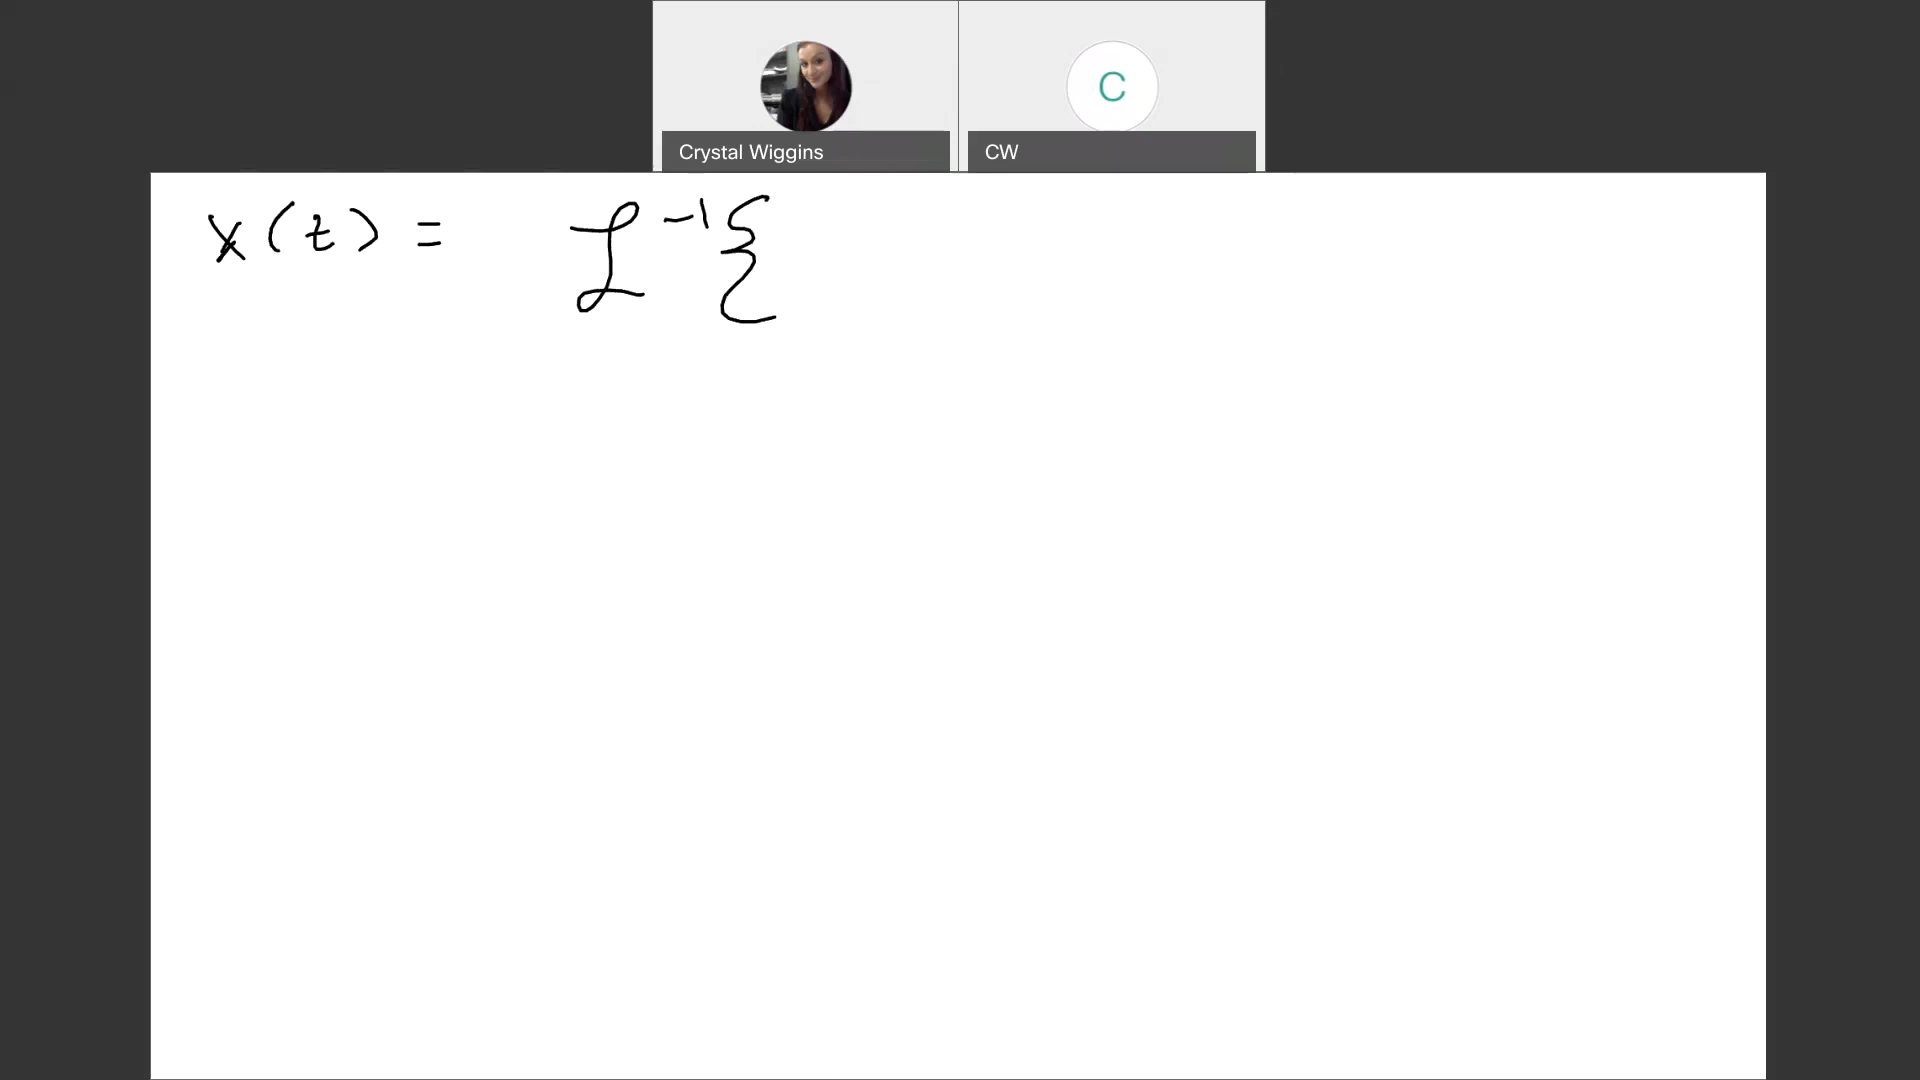 Crystal Wiggins
C
CW
x(t) = ℒ⁻¹{